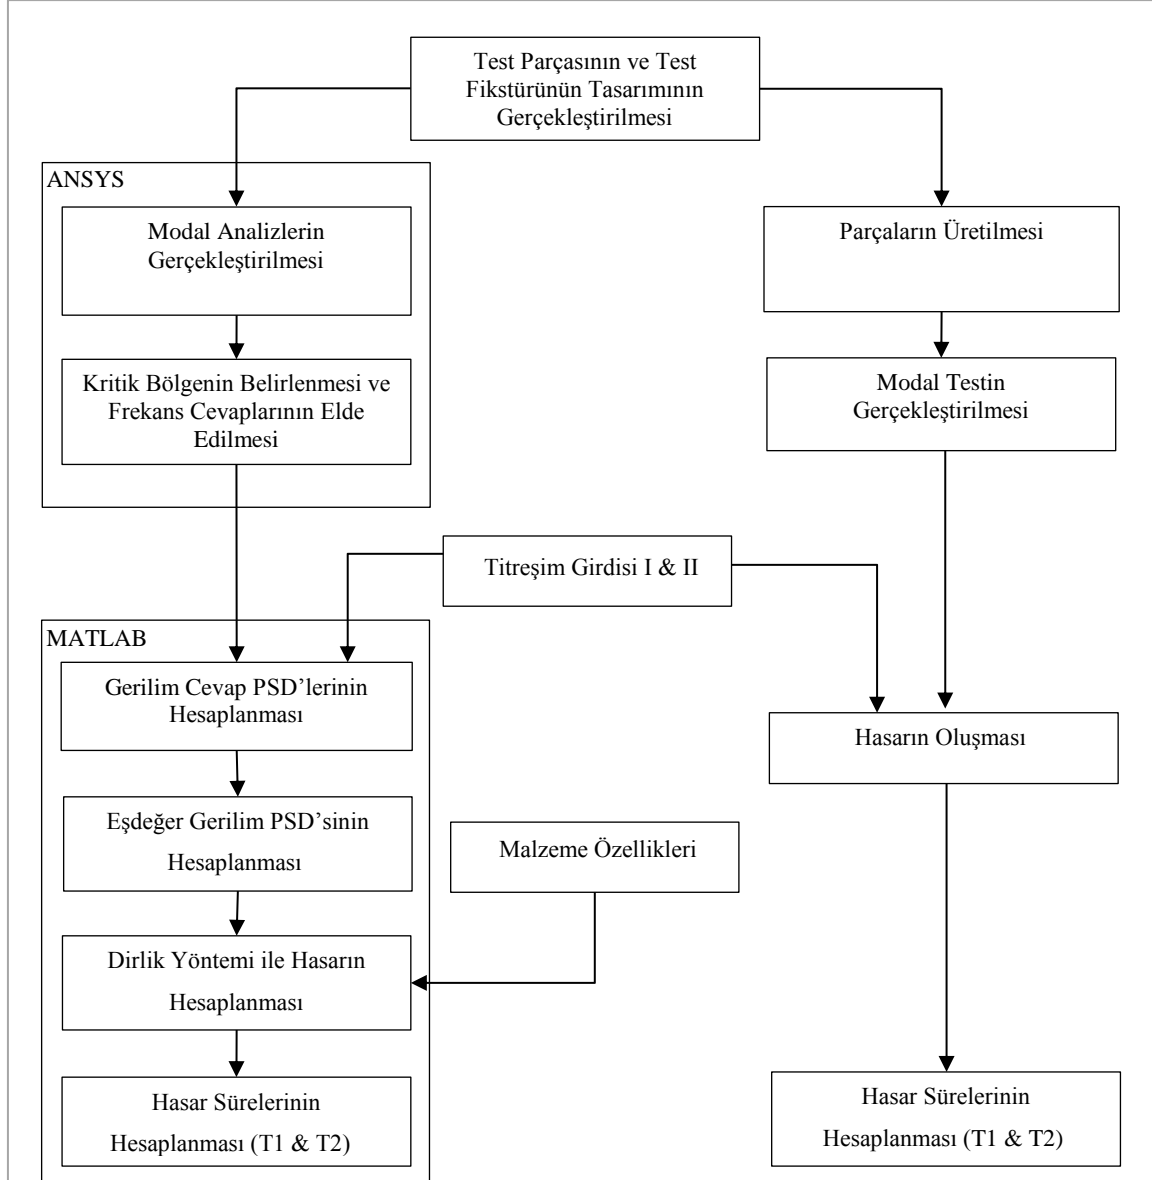 Test Parçasının ve Test
Fikstürünün Tasarımının
Gerçekleştirilmesi
ANSYS
Modal Analizlerin
Gerçekleştirilmesi
Parçaların Üretilmesi
Kritik Bölgenin Belirlenmesi ve
Frekans Cevaplarının Elde
Edilmesi
Modal Testin
Gerçekleştirilmesi
Titreşim Girdisi I & II
MATLAB
Gerilim Cevap PSD’lerinin
Hesaplanması
Hasarın Oluşması
Eşdeğer Gerilim PSD’sinin
Hesaplanması
Malzeme Özellikleri
Dirlik Yöntemi ile Hasarın
Hesaplanması
Hasar Sürelerinin
Hesaplanması (T1 & T2)
Hasar Sürelerinin
Hesaplanması (T1 & T2)